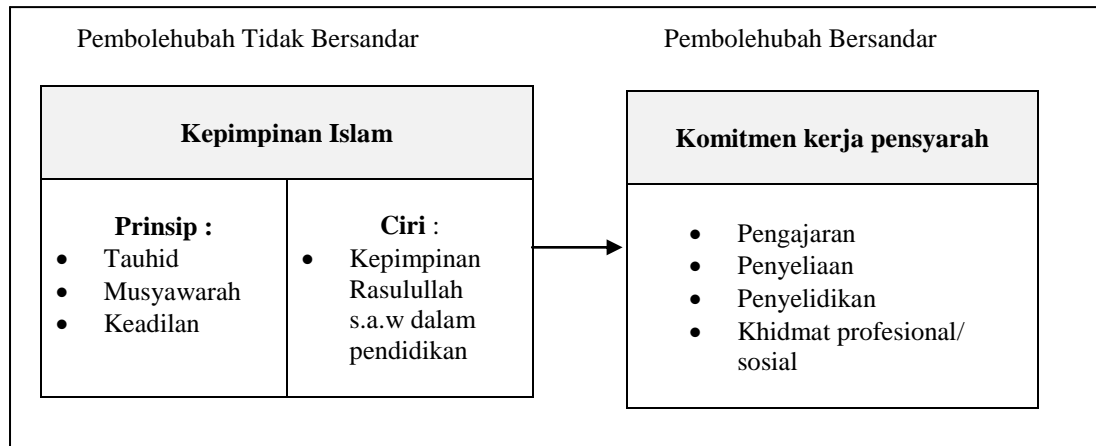 Pembolehubah Tidak Bersandar
Pembolehubah Bersandar
Kepimpinan Islam
Prinsip :
• Tauhid
• Musyawarah
• Keadilan
Ciri :
• Kepimpinan
Rasulullah
s.a.w dalam
pendidikan
Komitmen kerja pensyarah
• Pengajaran
• Penyeliaan
• Penyelidikan
• Khidmat profesional/
sosial